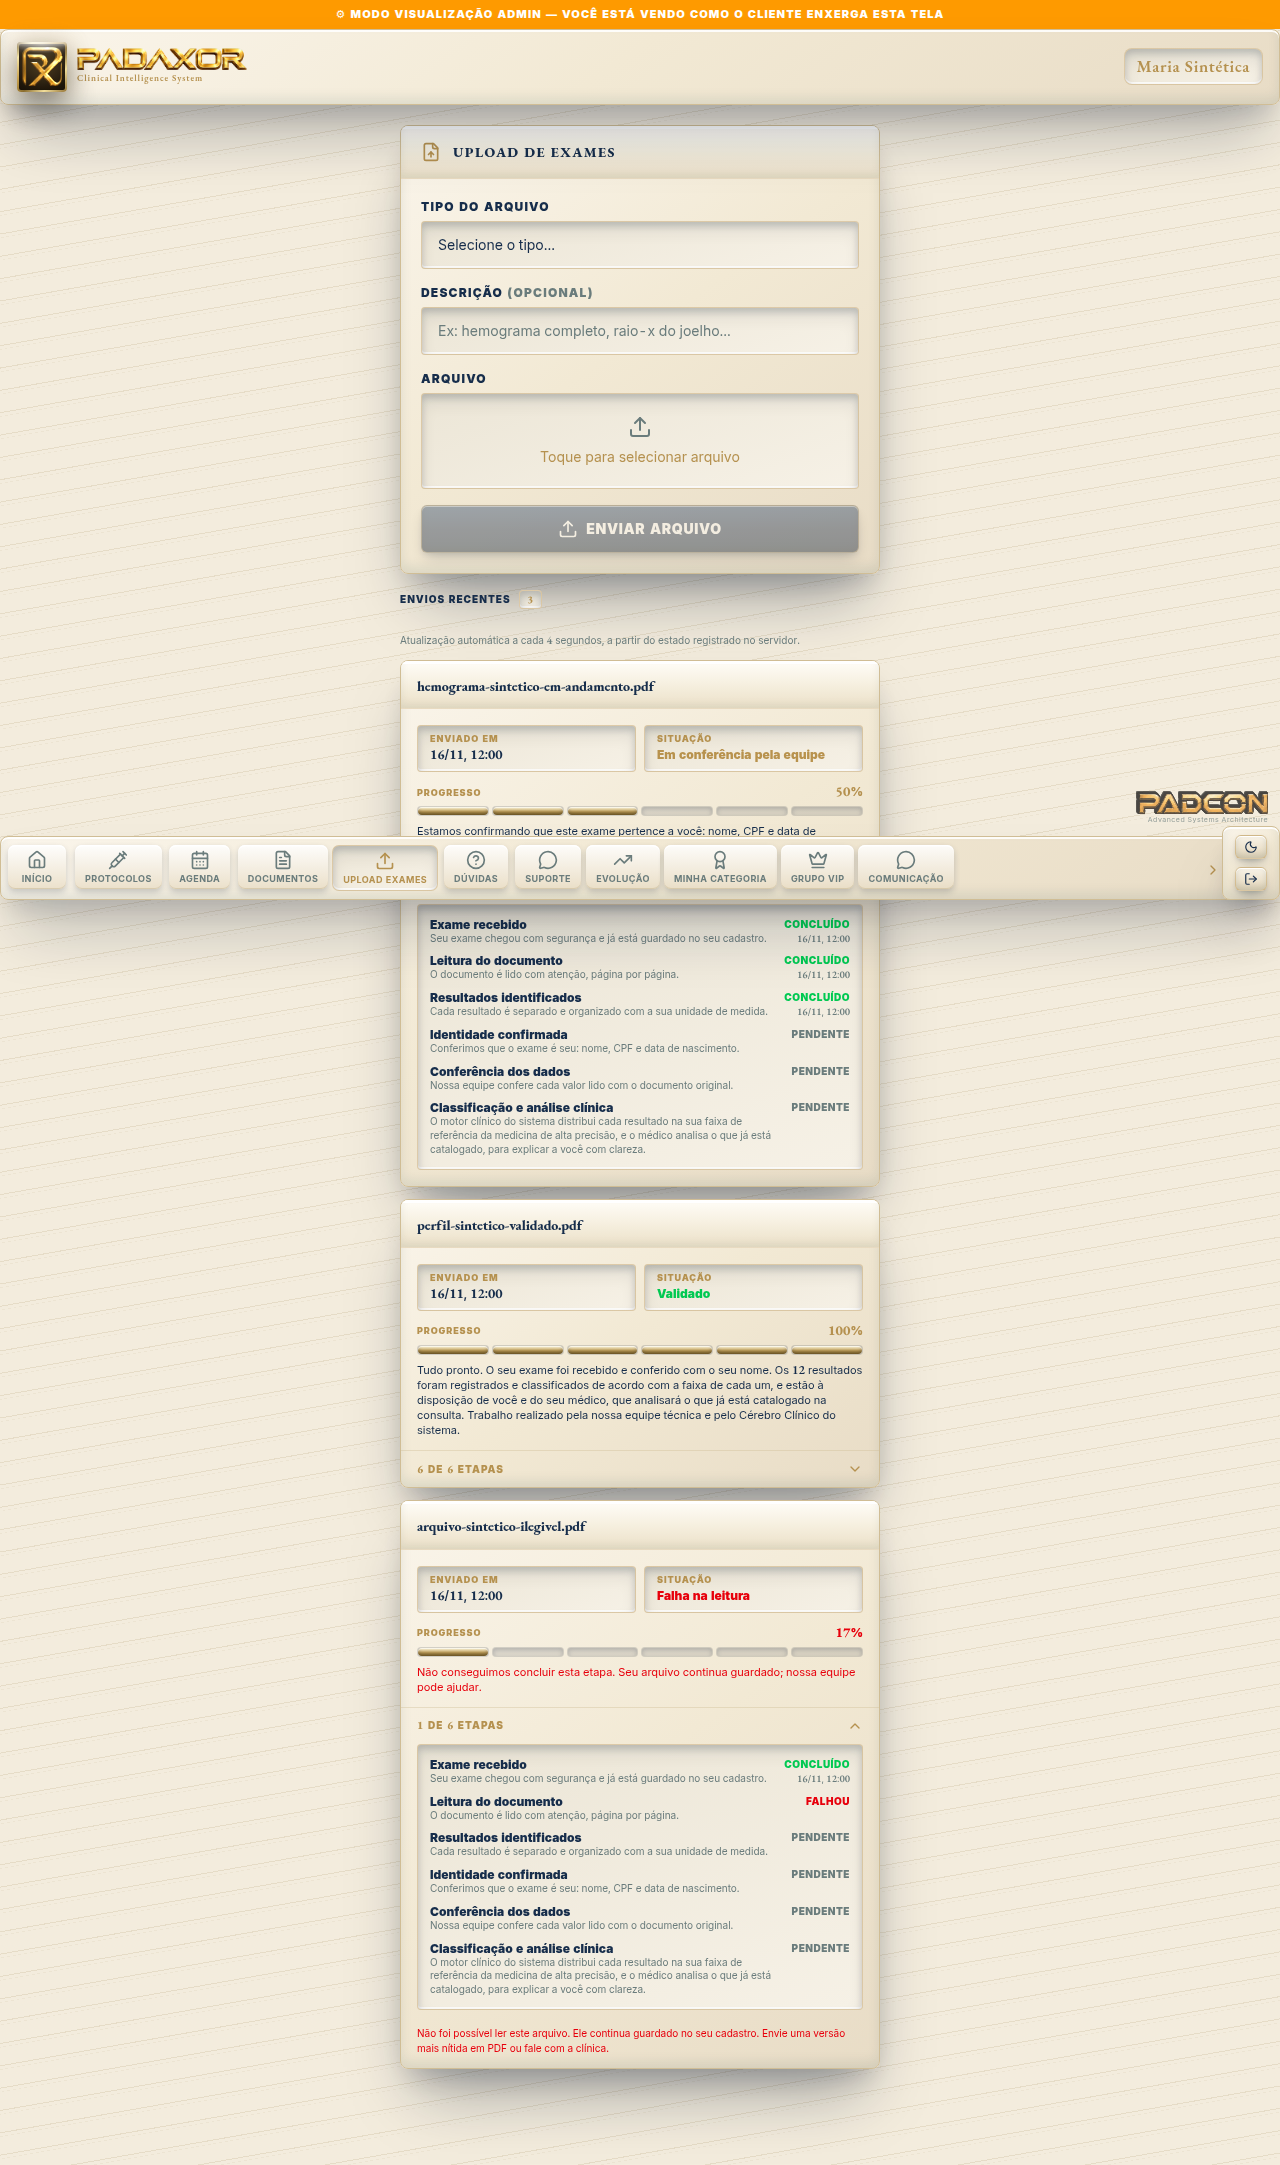 ⚙ MODO VISUALIZAÇÃO ADMIN — VOCÊ ESTÁ VENDO COMO O CLIENTE ENXERGA ESTA TELA
PADAXOR
Clinical Intelligence System
Maria Sintética
UPLOAD DE EXAMES
TIPO DO ARQUIVO
Selecione o tipo...
DESCRIÇÃO (OPCIONAL)
Ex: hemograma completo, raio-x do joelho...
ARQUIVO
Toque para selecionar arquivo
ENVIAR ARQUIVO
ENVIOS RECENTES 3
Atualização automática a cada 4 segundos, a partir do estado registrado no servidor.
hemograma-sintetico-em-andamento.pdf
ENVIADO EM
16/11, 12:00
SITUAÇÃO
Em conferência pela equipe
PROGRESSO 50%
Estamos confirmando que este exame pertence a você: nome, CPF e data de
PADCON
Advanced Systems Architecture
INÍCIO
PROTOCOLOS
AGENDA
DOCUMENTOS
UPLOAD EXAMES
DÚVIDAS
SUPORTE
EVOLUÇÃO
MINHA CATEGORIA
GRUPO VIP
COMUNICAÇÃO
Exame recebido CONCLUÍDO
Seu exame chegou com segurança e já está guardado no seu cadastro. 16/11, 12:00
Leitura do documento CONCLUÍDO
O documento é lido com atenção, página por página. 16/11, 12:00
Resultados identificados CONCLUÍDO
Cada resultado é separado e organizado com a sua unidade de medida. 16/11, 12:00
Identidade confirmada PENDENTE
Conferimos que o exame é seu: nome, CPF e data de nascimento.
Conferência dos dados PENDENTE
Nossa equipe confere cada valor lido com o documento original.
Classificação e análise clínica PENDENTE
O motor clínico do sistema distribui cada resultado na sua faixa de
referência da medicina de alta precisão, e o médico analisa o que já está
catalogado, para explicar a você com clareza.
perfil-sintetico-validado.pdf
ENVIADO EM
16/11, 12:00
SITUAÇÃO
Validado
PROGRESSO 100%
Tudo pronto. O seu exame foi recebido e conferido com o seu nome. Os 12 resultados
foram registrados e classificados de acordo com a faixa de cada um, e estão à
disposição de você e do seu médico, que analisará o que já está catalogado na
consulta. Trabalho realizado pela nossa equipe técnica e pelo Cérebro Clínico do
sistema.
6 DE 6 ETAPAS
arquivo-sintetico-ilegivel.pdf
ENVIADO EM
16/11, 12:00
SITUAÇÃO
Falha na leitura
PROGRESSO 17%
Não conseguimos concluir esta etapa. Seu arquivo continua guardado; nossa equipe
pode ajudar.
1 DE 6 ETAPAS
Exame recebido CONCLUÍDO
Seu exame chegou com segurança e já está guardado no seu cadastro. 16/11, 12:00
Leitura do documento FALHOU
O documento é lido com atenção, página por página.
Resultados identificados PENDENTE
Cada resultado é separado e organizado com a sua unidade de medida.
Identidade confirmada PENDENTE
Conferimos que o exame é seu: nome, CPF e data de nascimento.
Conferência dos dados PENDENTE
Nossa equipe confere cada valor lido com o documento original.
Classificação e análise clínica PENDENTE
O motor clínico do sistema distribui cada resultado na sua faixa de
referência da medicina de alta precisão, e o médico analisa o que já está
catalogado, para explicar a você com clareza.
Não foi possível ler este arquivo. Ele continua guardado no seu cadastro. Envie uma versão
mais nítida em PDF ou fale com a clínica.